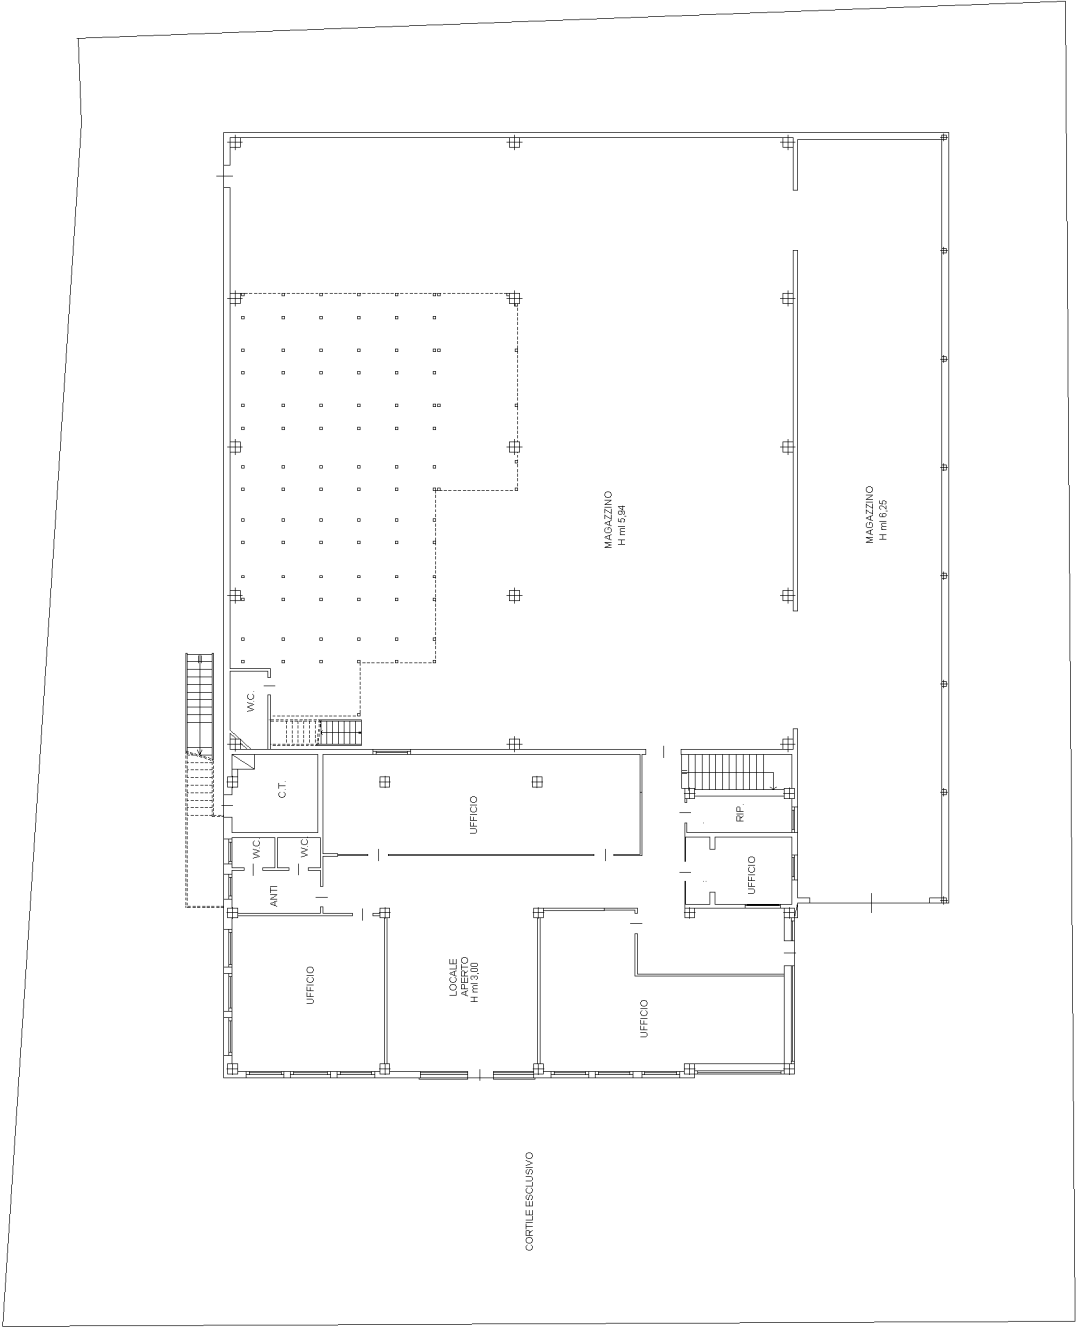 MAGAZZINO
H ml 5,94
MAGAZZINO
H ml 6,25
W.C.
C.T.
UFFICIO
RIP.
W.C.
W.C.
UFFICIO
ANTI
UFFICIO
LOCALE
APERTO
H ml 3,00
UFFICIO
CORTILE ESCLUSIVO